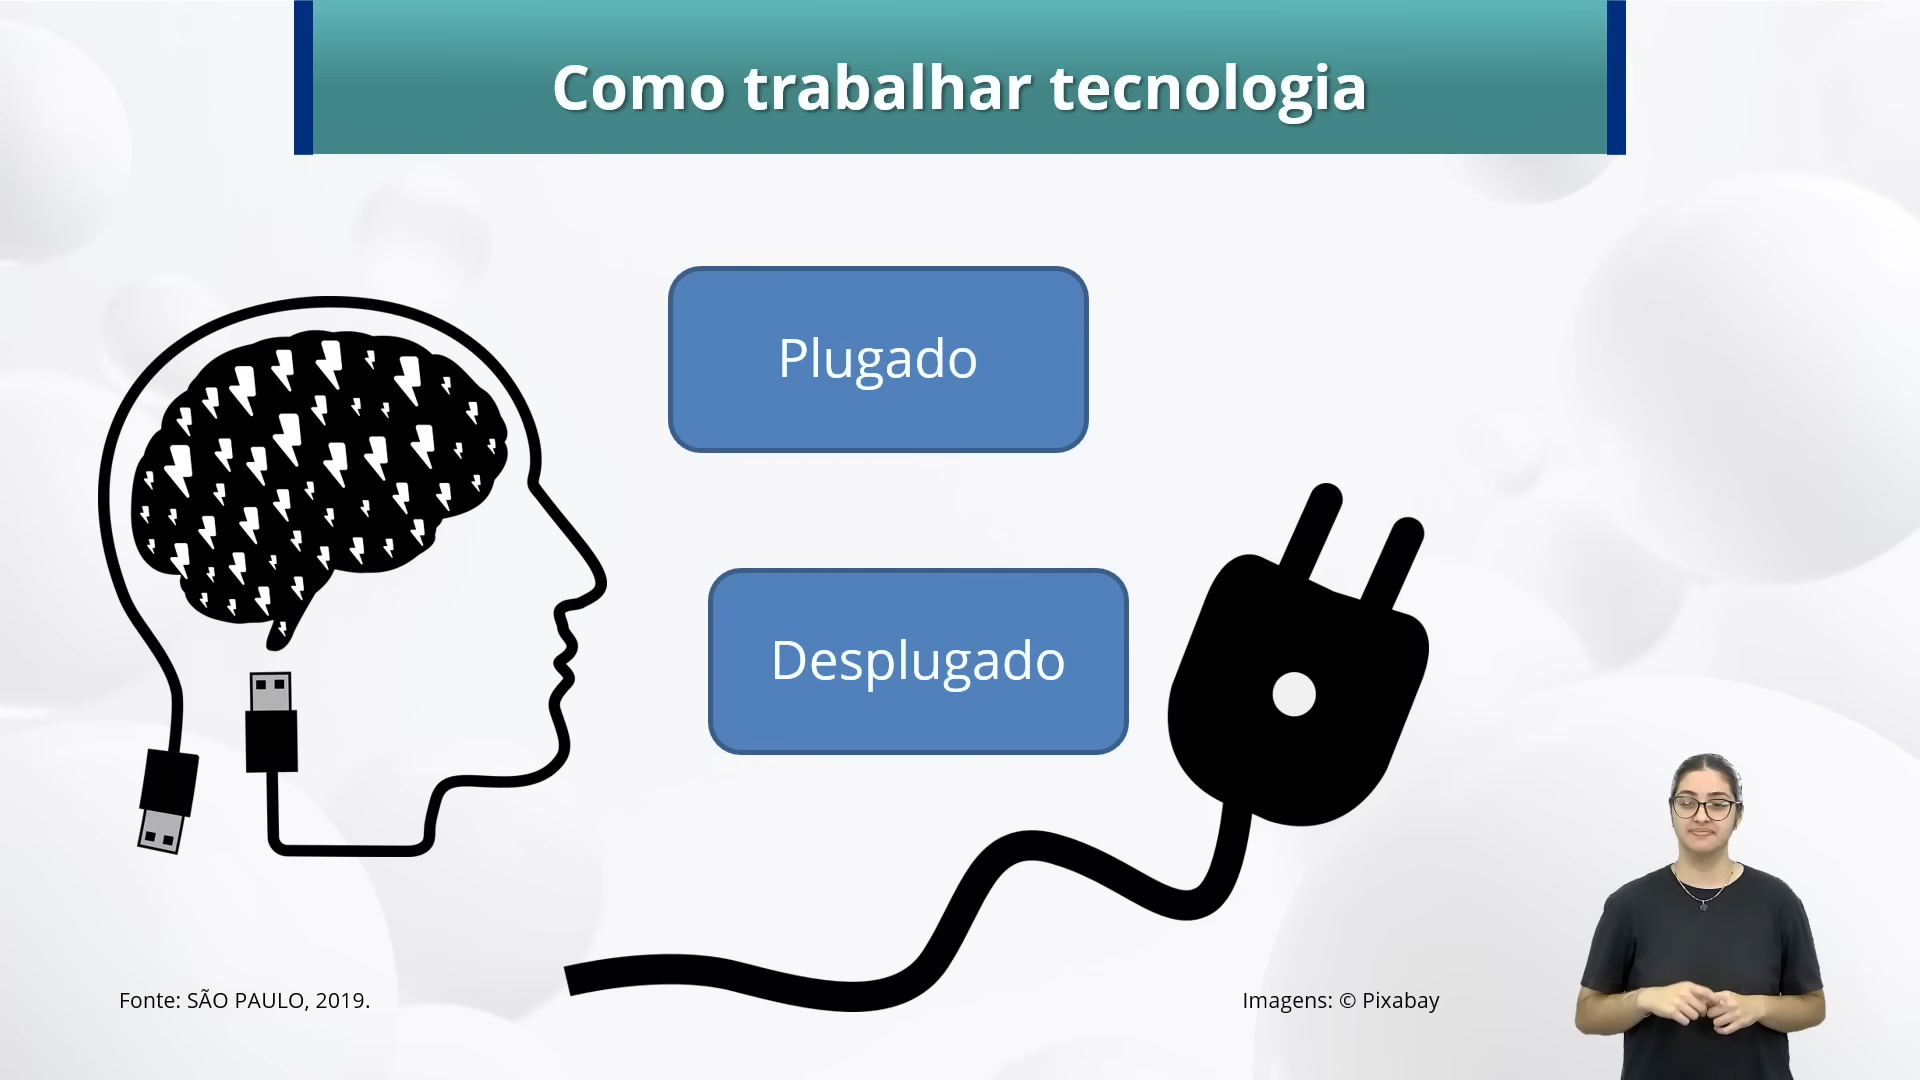 Como trabalhar tecnologia
Plugado
Desplugado
Fonte: SÃO PAULO, 2019.
Imagens: © Pixabay